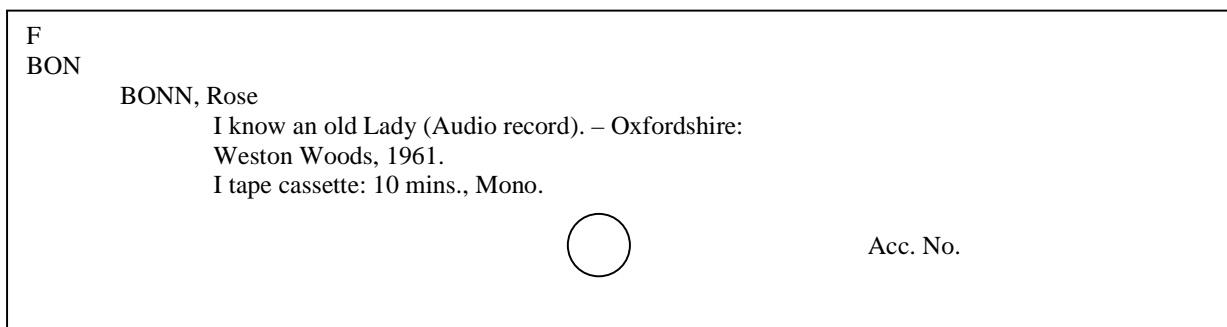 F
BON
BONN, Rose
I know an old Lady (Audio record). – Oxfordshire:
Weston Woods, 1961.
I tape cassette: 10 mins., Mono.
Acc. No.